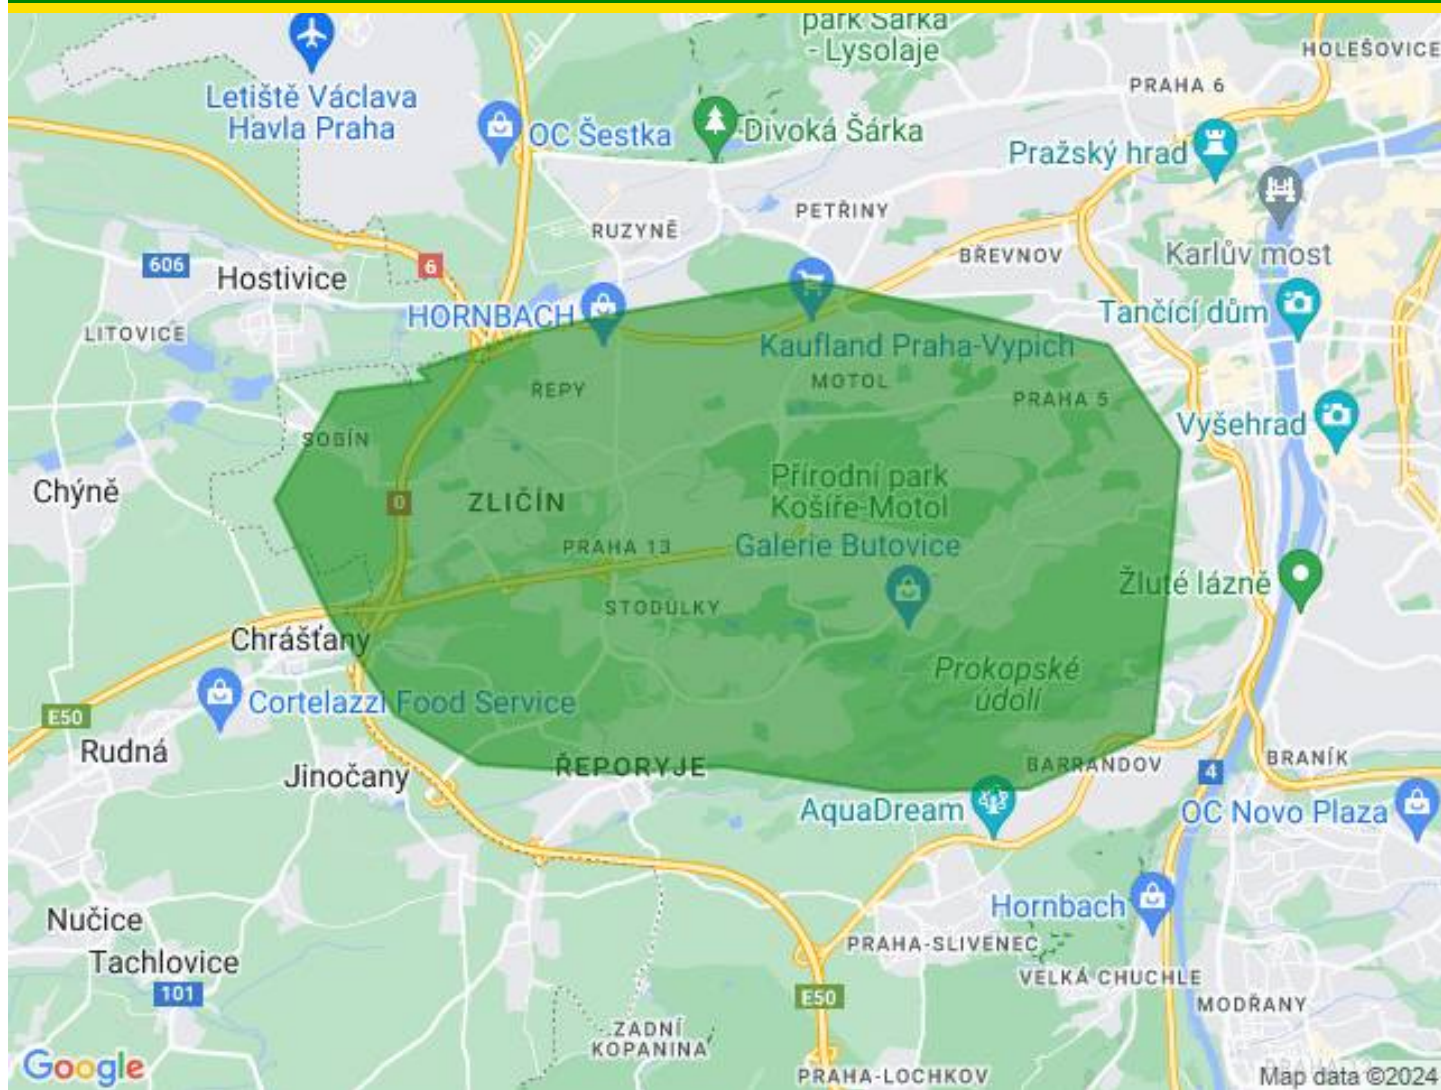 park Šárka
- Lysolaje
HOLEŠOVICE
PRAHA 6
Letiště Václava
Havla Praha
OC Šestka
Divoká Šárka
Pražský hrad
PETŘINY
RUZYNĚ
BŘEVNOV
Karlův most
606
6
Hostivice
HORNBACH
Tančící dům
LITOVICE
Kaufland Praha-Vypich
ŘEPY
MOTOL
PRAHA 5
Vyšehrad
SOBÍN
Chýně
0
ZLIČÍN
Přírodní park
Košíře-Motol
PRAHA 13
Galerie Butovice
Žluté lázně
STODŮLKY
Chrášťany
Prokopské
údolí
Cortelazzi Food Service
E50
Rudná
Jinočany
ŘEPORYJE
BARRANDOV
4
BRANÍK
AquaDream
OC Novo Plaza
Hornbach
Nučice
PRAHA-SLIVENEC
Tachlovice
VELKÁ CHUCHLE
101
E50
MODŘANY
ZADNÍ
KOPANINA
Google
PRAHA-LOCHKOV
Map data ©2024